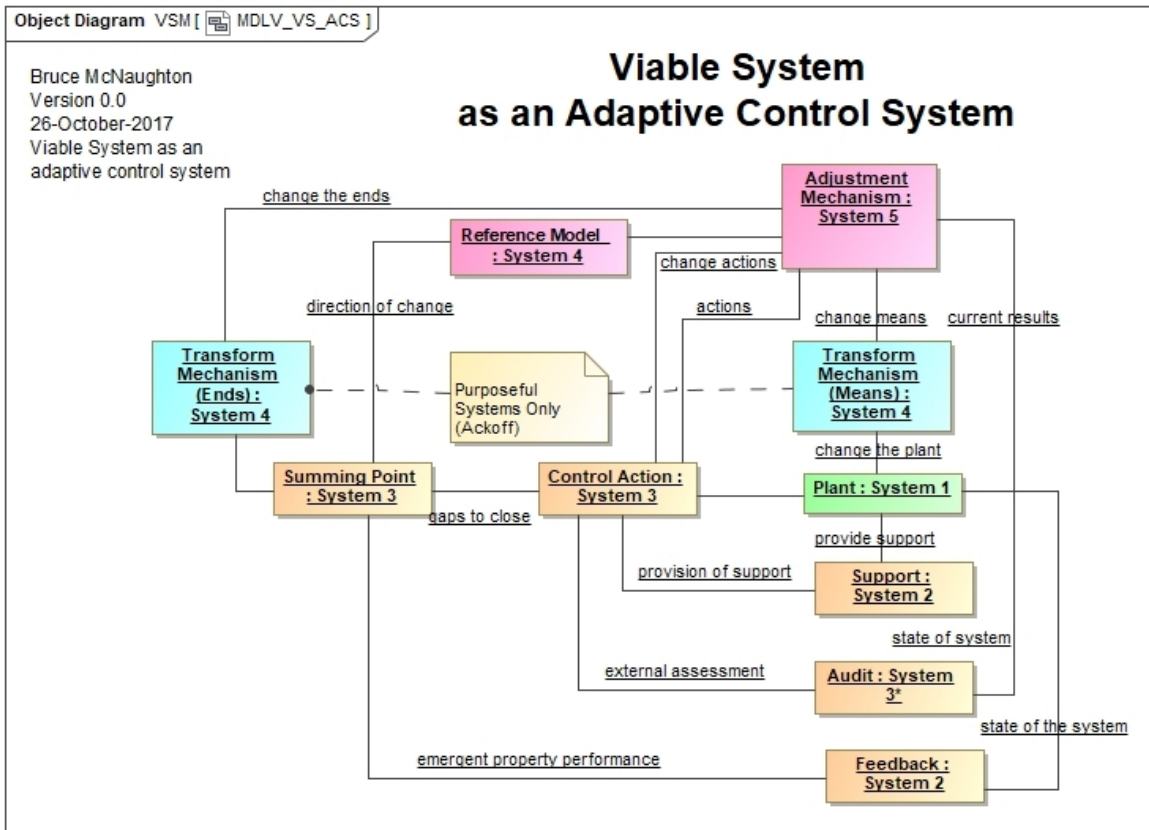 Object Diagram VSM [ MDLV_VS_ACS ]
Bruce McNaughton
Version 0.0
26-October-2017
Viable System as an
adaptive control system
Viable System
as an Adaptive Control System
Adjustment
Mechanism :
System 5
change the ends
Reference Model
: System 4
change actions
direction of change
actions
change means
current results
Transform
Mechanism
(Ends) :
System 4
Purposeful
Systems Only
(Ackoff)
Transform
Mechanism
(Means) :
System 4
change the plant
Summing Point
: System 3
Control Action :
System 3
Plant : System 1
gaps to close
provide support
provision of support
Support :
System 2
state of system
external assessment
Audit : System
3*
state of the system
emergent property performance
Feedback :
System 2